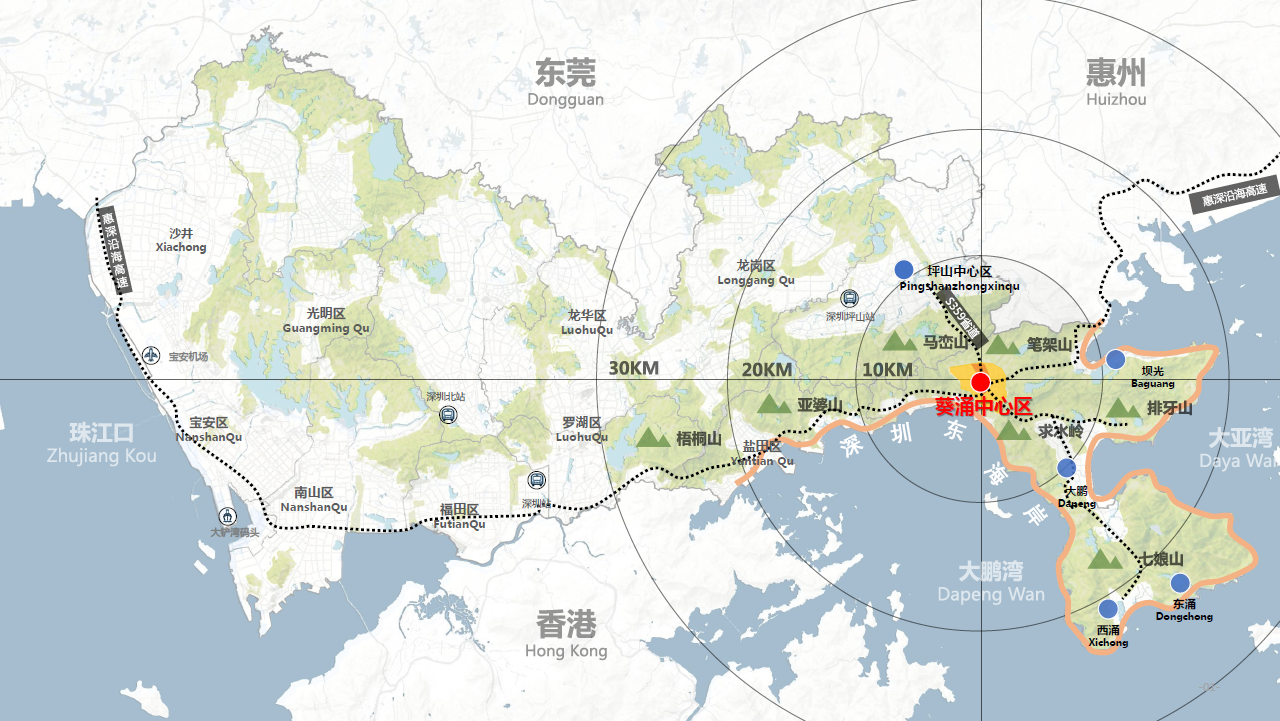 东莞
Dongguan
惠州
Huizhou
惠深沿海高速
惠深沿海高速
沙井
Xiachong
龙岗区
Longgang Qu
坪山中心区
Pingshanzhongxinqu
深圳坪山站
S359省道
光明区
Guangming Qu
龙华区
LuohuQu
马峦山
笔架山
宝安机场
30KM
20KM
10KM
坝光
Baguang
深圳北站
亚婆山
葵涌中心区
排牙山
宝安区
NanshanQu
罗湖区
LuohuQu
梧桐山
盐田区
Yantian Qu
深圳东海岸
求水岭
珠江口
Zhujiang Kou
大亚湾
Daya Wan
南山区
NanshanQu
深圳站
福田区
FutianQu
大铲湾码头
大鹏
Dapeng
七娘山
大鹏湾
Dapeng Wan
东涌
Dongchong
西涌
Xichong
香港
Hong Kong